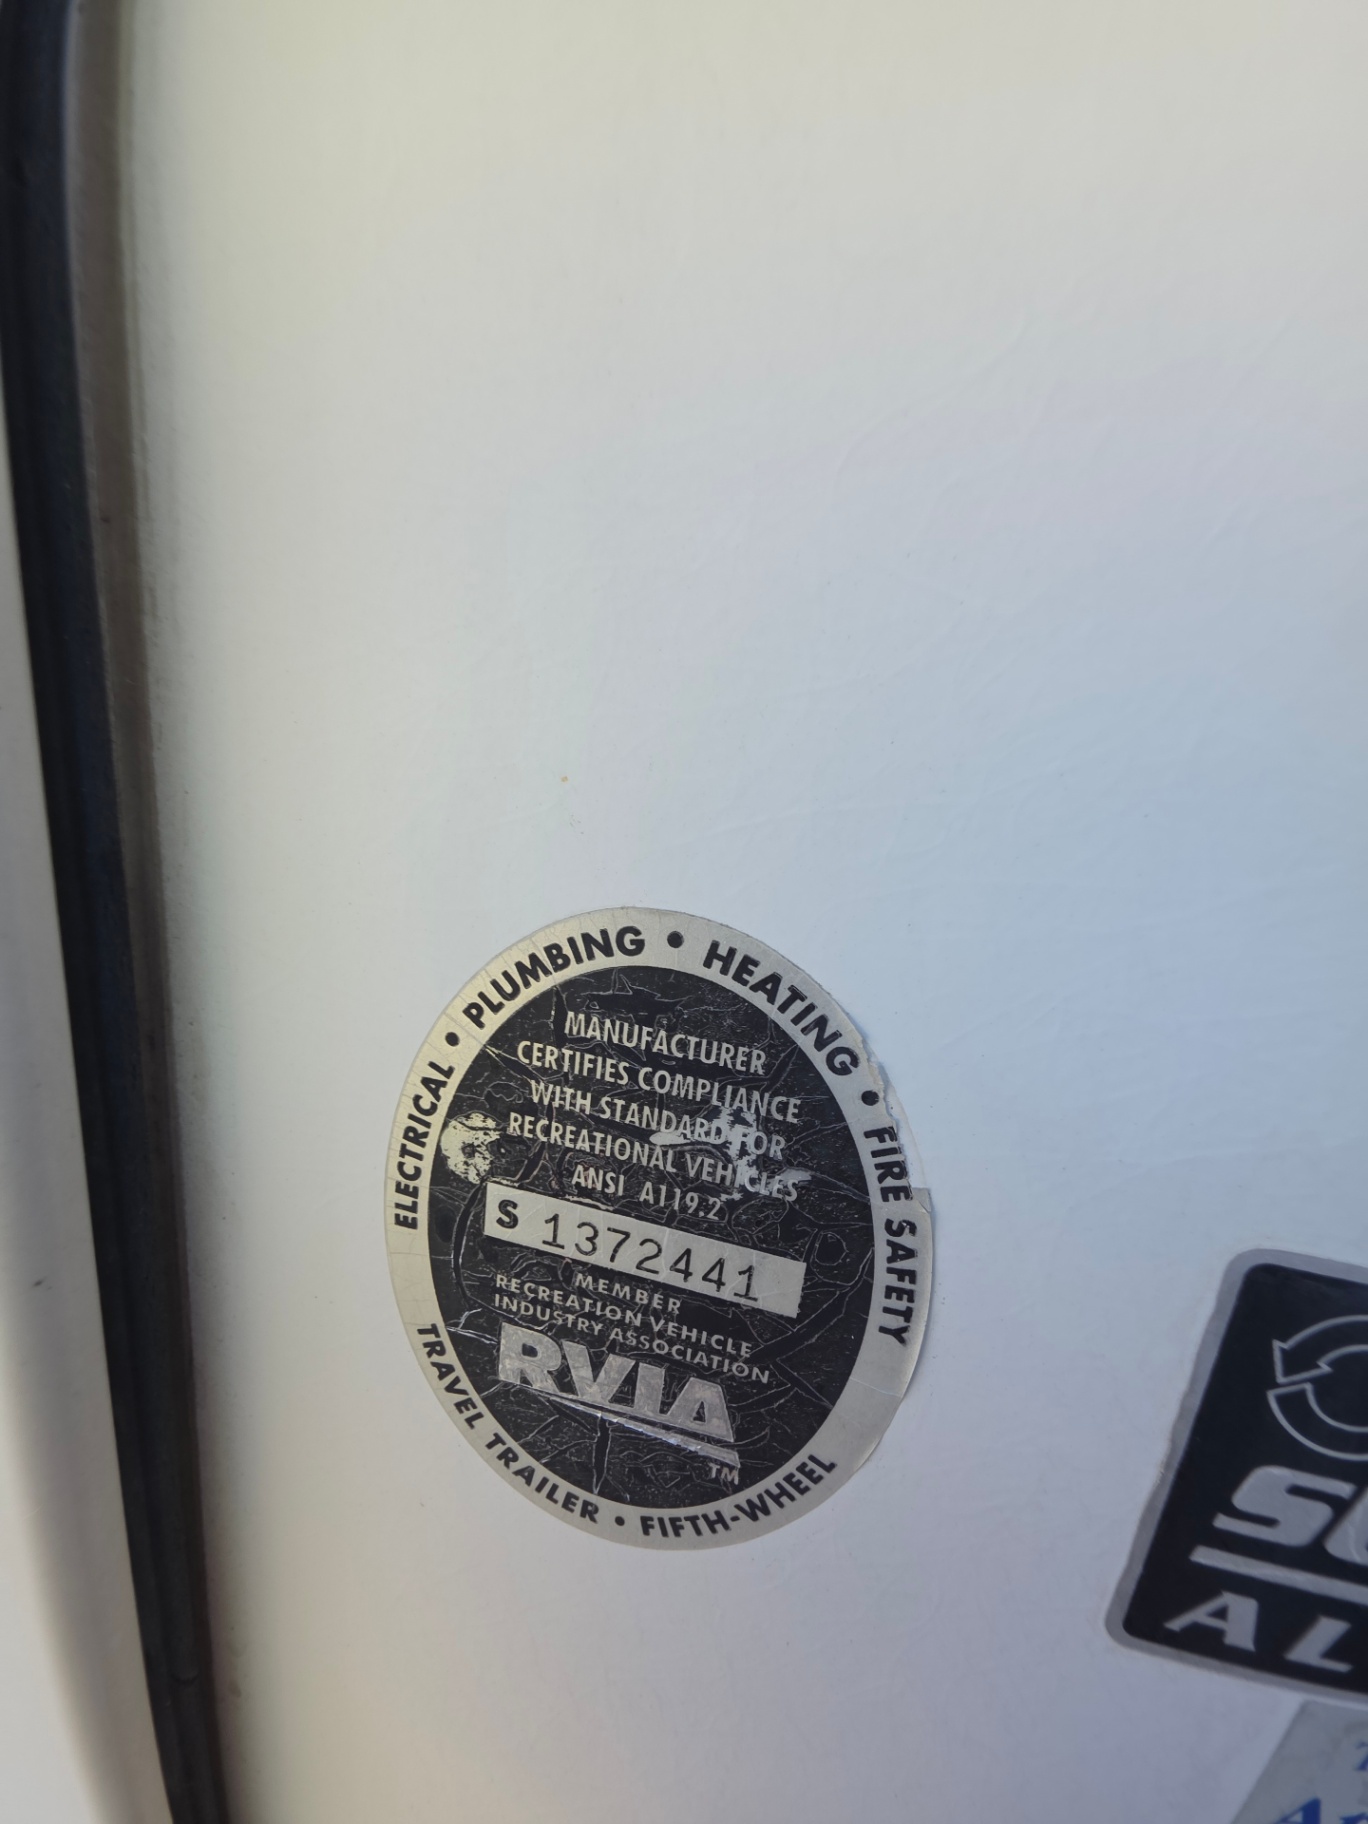 ELECTRICAL • PLUMBING • HEATING • FIRE SAFETY
MANUFACTURER
CERTIFIES COMPLIANCE
WITH STANDARD FOR
RECREATIONAL VEHICLES
ANSI A119.2
S 1372441
MEMBER
RECREATION VEHICLE
INDUSTRY ASSOCIATION
RVIA
TM
TRAVEL TRAILER • FIFTH-WHEEL
AL